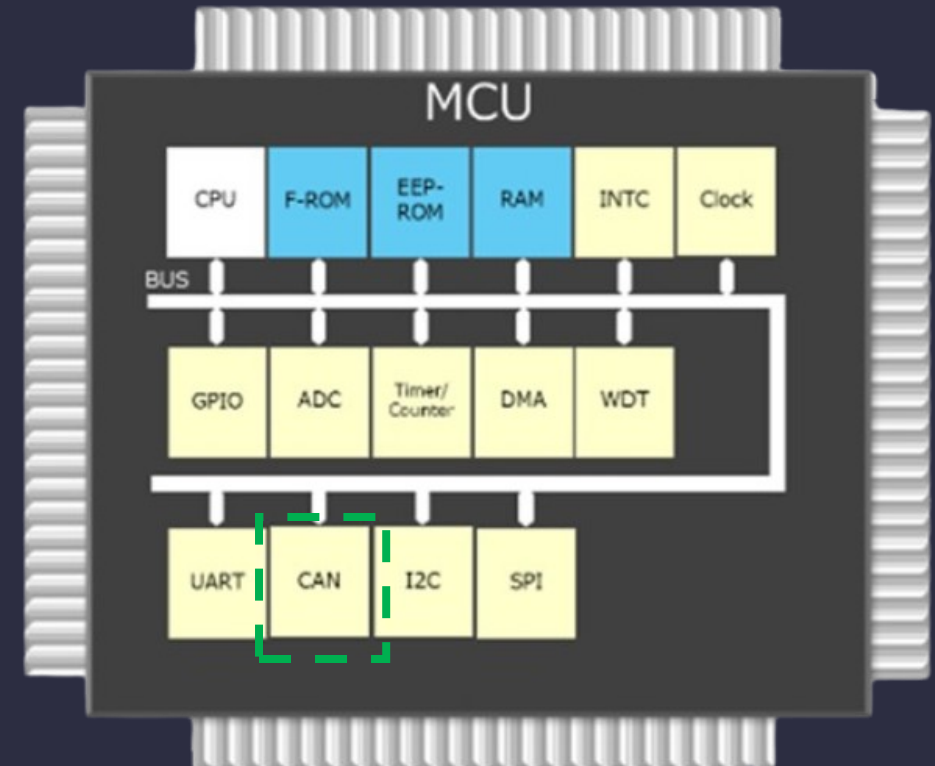 MCU
CPU
F-ROM
EEP-
ROM
RAM
INTC
Clock
BUS
GPIO
ADC
Timer/
Counter
DMA
WDT
UART
CAN
I2C
SPI